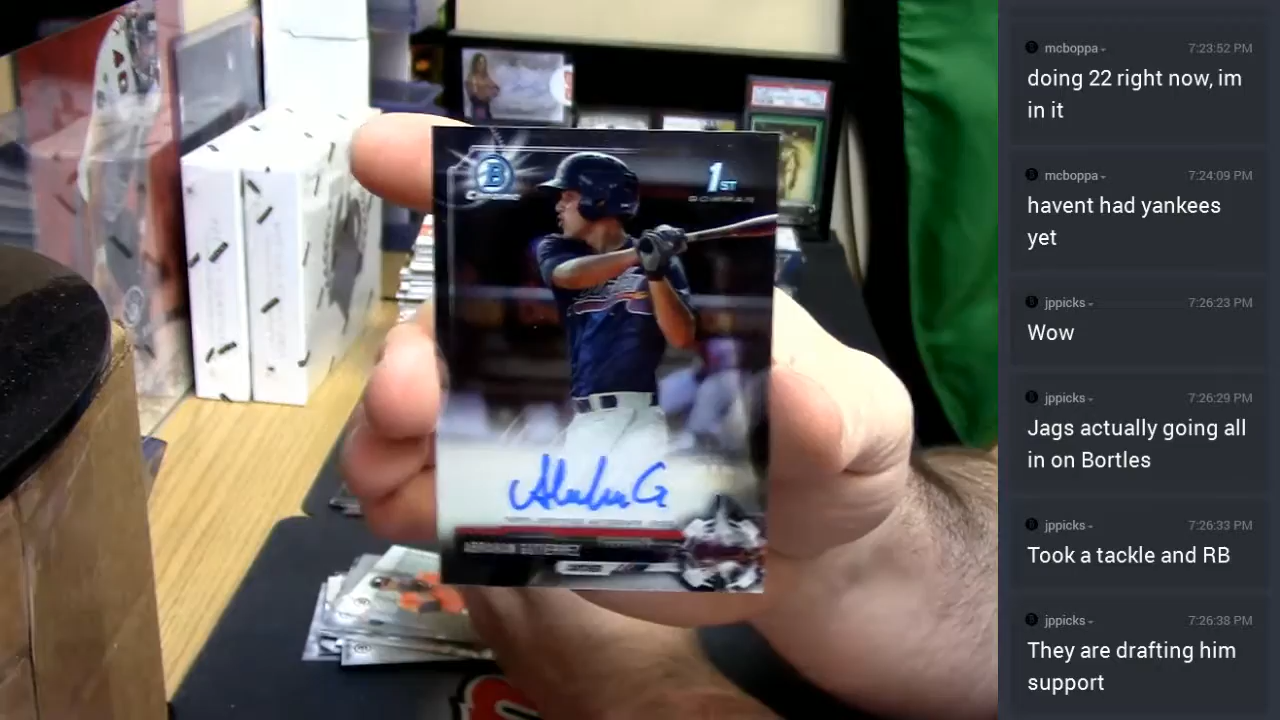 B
CHROME
1ST
BOWMAN
mcboppa
7:23:52 PM
doing 22 right now, im
in it
mcboppa
7:24:09 PM
havent had yankees
yet
jppicks
7:26:23 PM
Wow
jppicks
7:26:29 PM
Jags actually going all
in on Bortles
jppicks
7:26:33 PM
Took a tackle and RB
jppicks
7:26:38 PM
They are drafting him
support